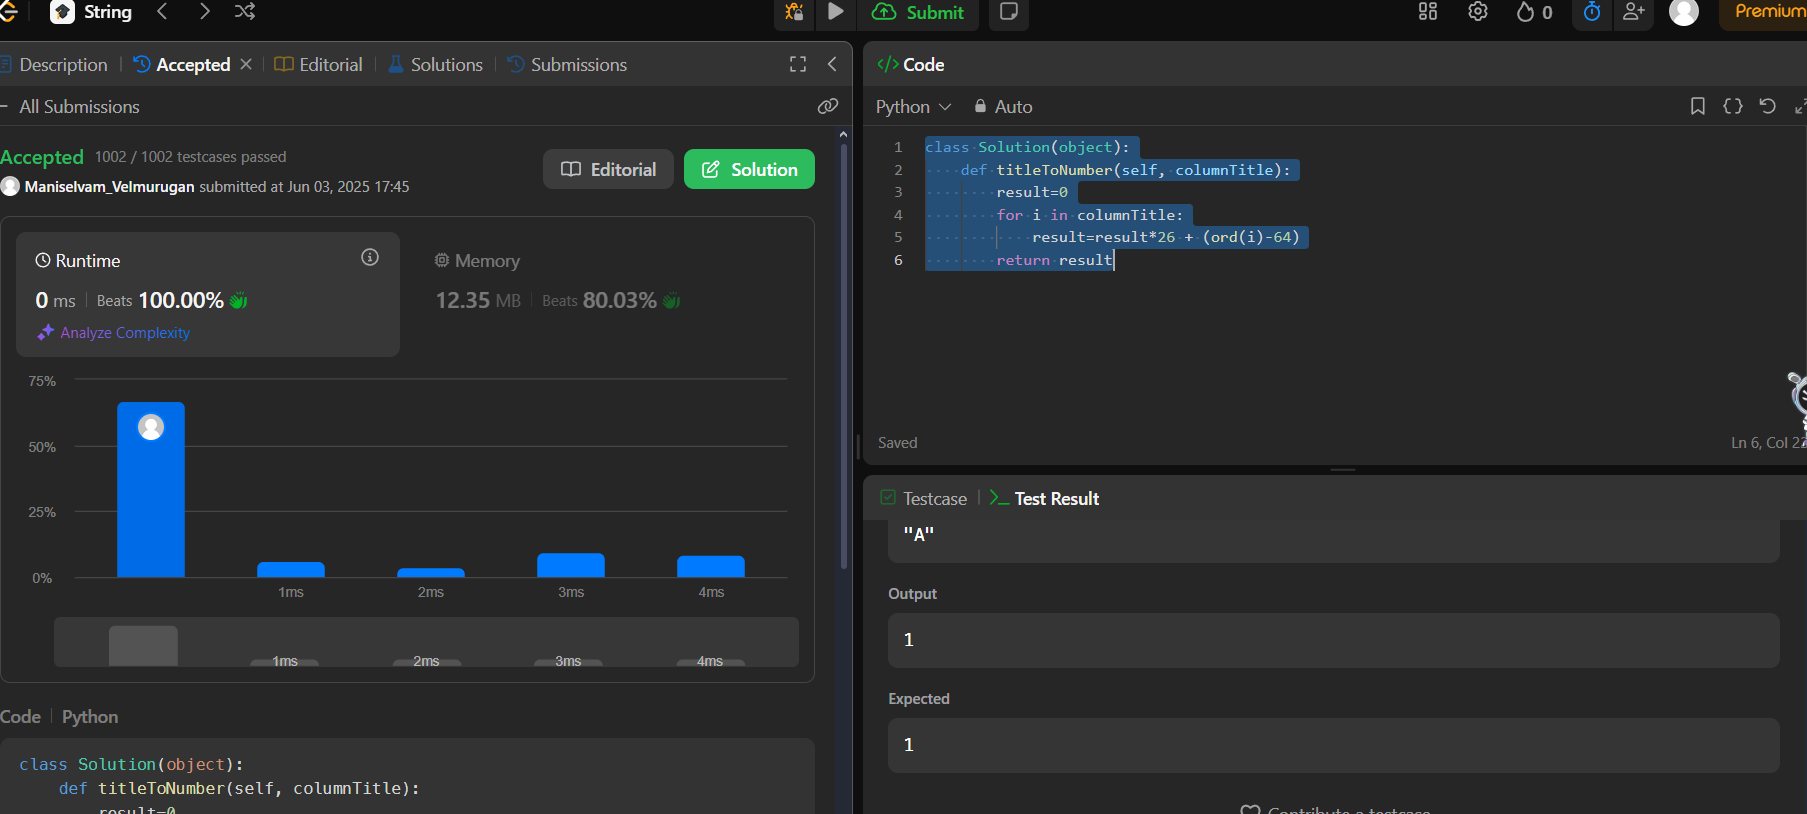 String
Submit
0
Premium
Description
Accepted
Editorial
Solutions
Submissions
All Submissions
Accepted 1002 / 1002 testcases passed
Maniselvam_Velmurugan submitted at Jun 03, 2025 17:45
Editorial
Solution
Runtime
0 ms Beats 100.00%
Analyze Complexity
Memory
12.35 MB Beats 80.03%
75%
50%
25%
0%
1ms 2ms 3ms 4ms
1ms 2ms 3ms 4ms
Code Python
class Solution(object):
def titleToNumber(self, columnTitle):
result=0
</> Code
Python Auto
1 class Solution(object):
2 def titleToNumber(self, columnTitle):
3 result=0
4 for i in columnTitle:
5 result=result*26 + (ord(i)-64)
6 return result
Saved
Ln 6, Col 22
Testcase
Test Result
"A"
Output
1
Expected
1
Contribute a testcase